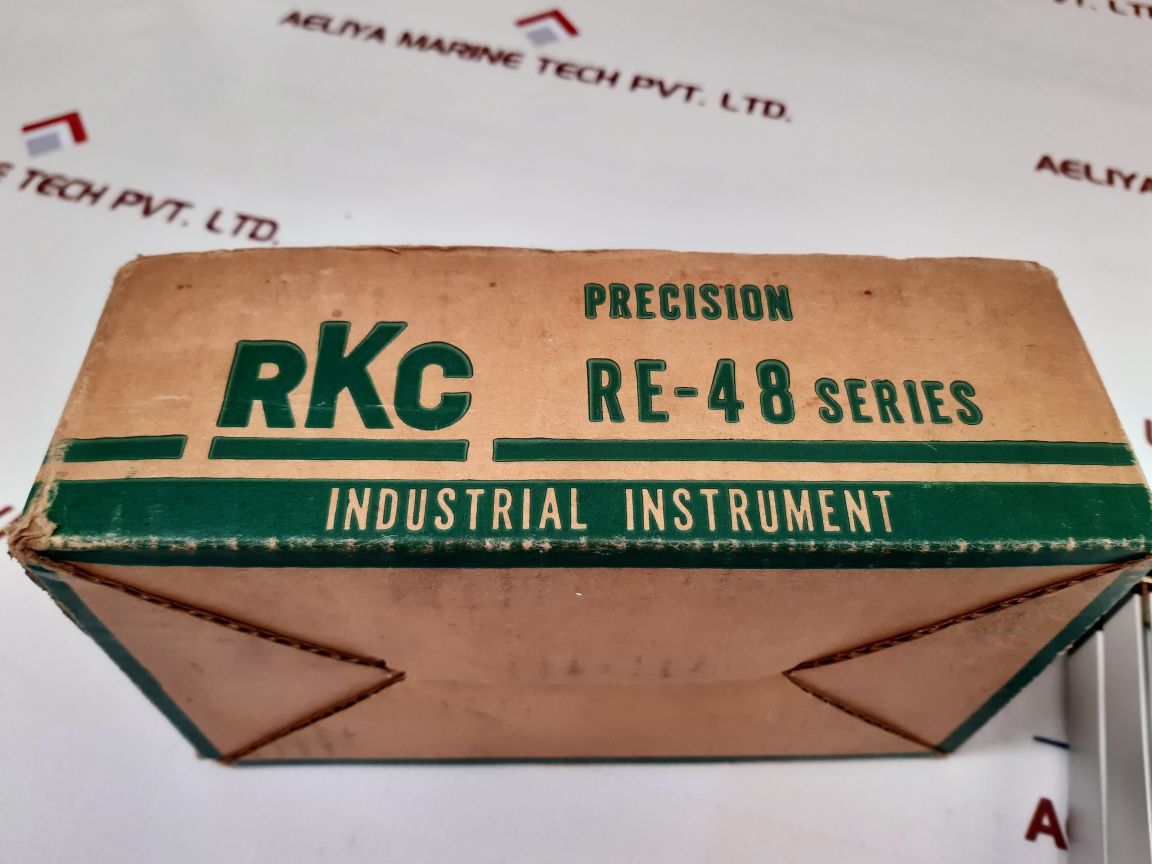 AELIYA MARINE TECH PVT. LTD.
TECH PVT. LTD.
AELIYA
PRECISION
RKC
RE-48 SERIES
INDUSTRIAL INSTRUMENT